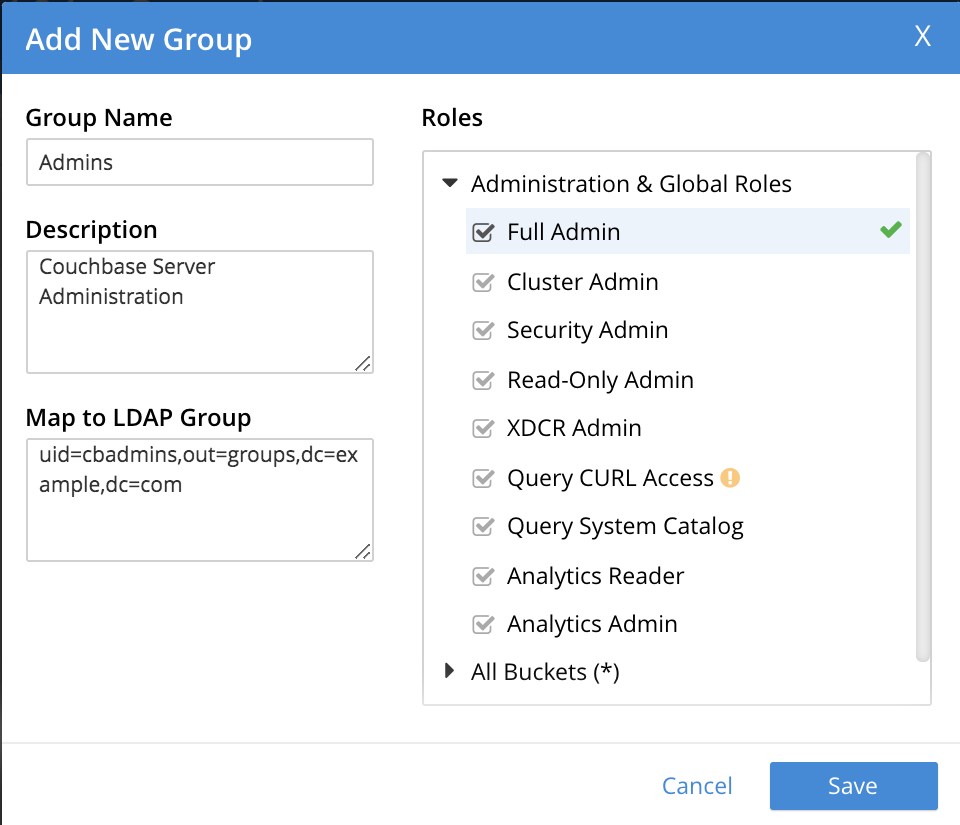 Add New Group
X
Group Name
Admins
Description
Couchbase Server
Administration
Map to LDAP Group
uid=cbadmins,out=groups,dc=ex
ample,dc=com
Roles
Administration & Global Roles
Full Admin
Cluster Admin
Security Admin
Read-Only Admin
XDCR Admin
Query CURL Access
Query System Catalog
Analytics Reader
Analytics Admin
All Buckets (*)
Cancel
Save